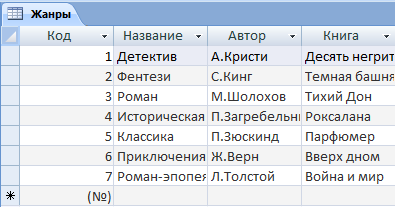 Жанры
Код Название Автор Книга
1 Детектив А.Кристи Десять негрит
2 Фентези С.Кинг Темная башня
3 Роман М.Шолохов Тихий Дон
4 Историческая П.Загребельн Роксалана
5 Классика П.Зюскинд Парфюмер
6 Приключения Ж.Верн Вверх дном
7 Роман-эпопея Л.Толстой Война и мир
(№)